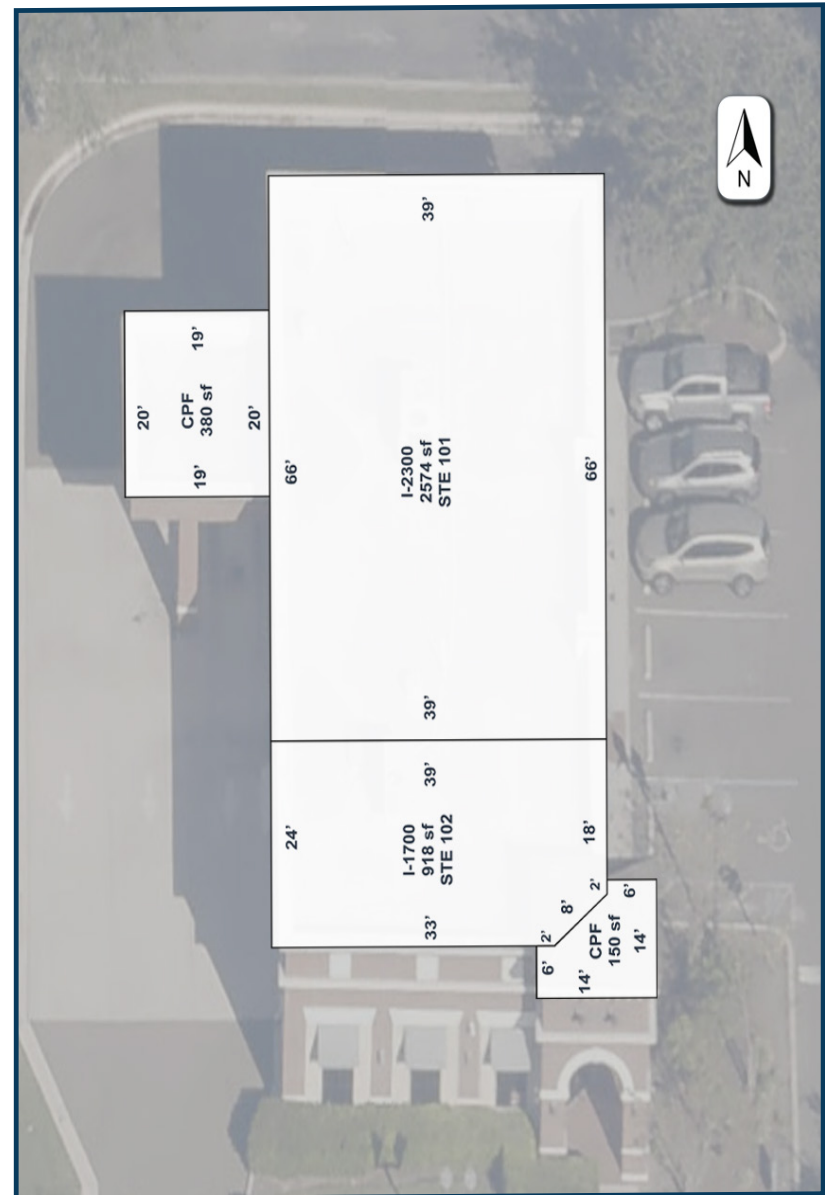 N
39'
19'
20'
CPF
380 sf
20'
19'
66'
I-2300
2574 sf
STE 101
66'
39'
39'
24'
I-1700
918 sf
STE 102
18'
33'
2'
8'
2'
6'
CPF
150 sf
14'
14'
6'